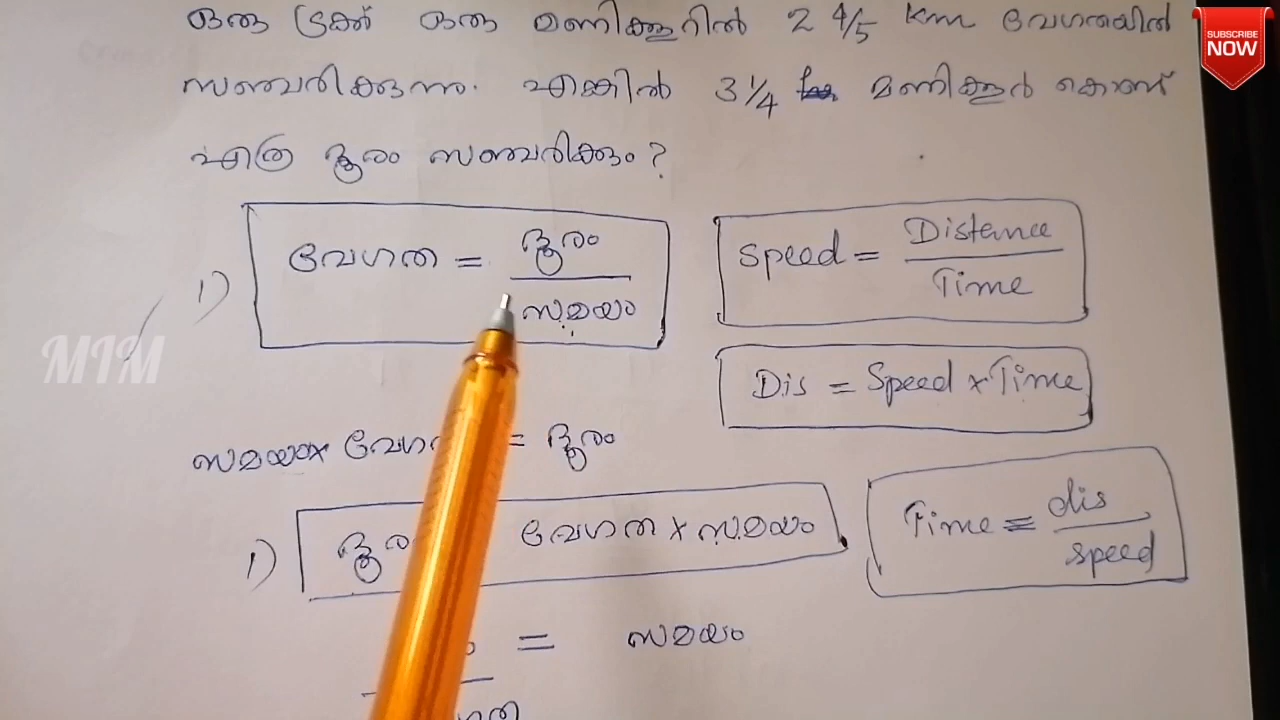 ഒരു ട്രക്ക് ഒരു മണിക്കൂറിൽ 2 4/5 Km വേഗതയിൽ
സഞ്ചരിക്കുന്നു. എങ്കിൽ 3 1/4 മണിക്കൂർ കൊണ്ട്
എത്ര ദൂരം സഞ്ചരിക്കും?
SUBSCRIBE
NOW
1) വേഗത = ദൂരം
സമയം
Speed = Distance
Time
MIM
Dis = Speed x Time
സമയം x = ദൂരം
1) വേഗത x സമയം
Time = dis
speed
= സമയം